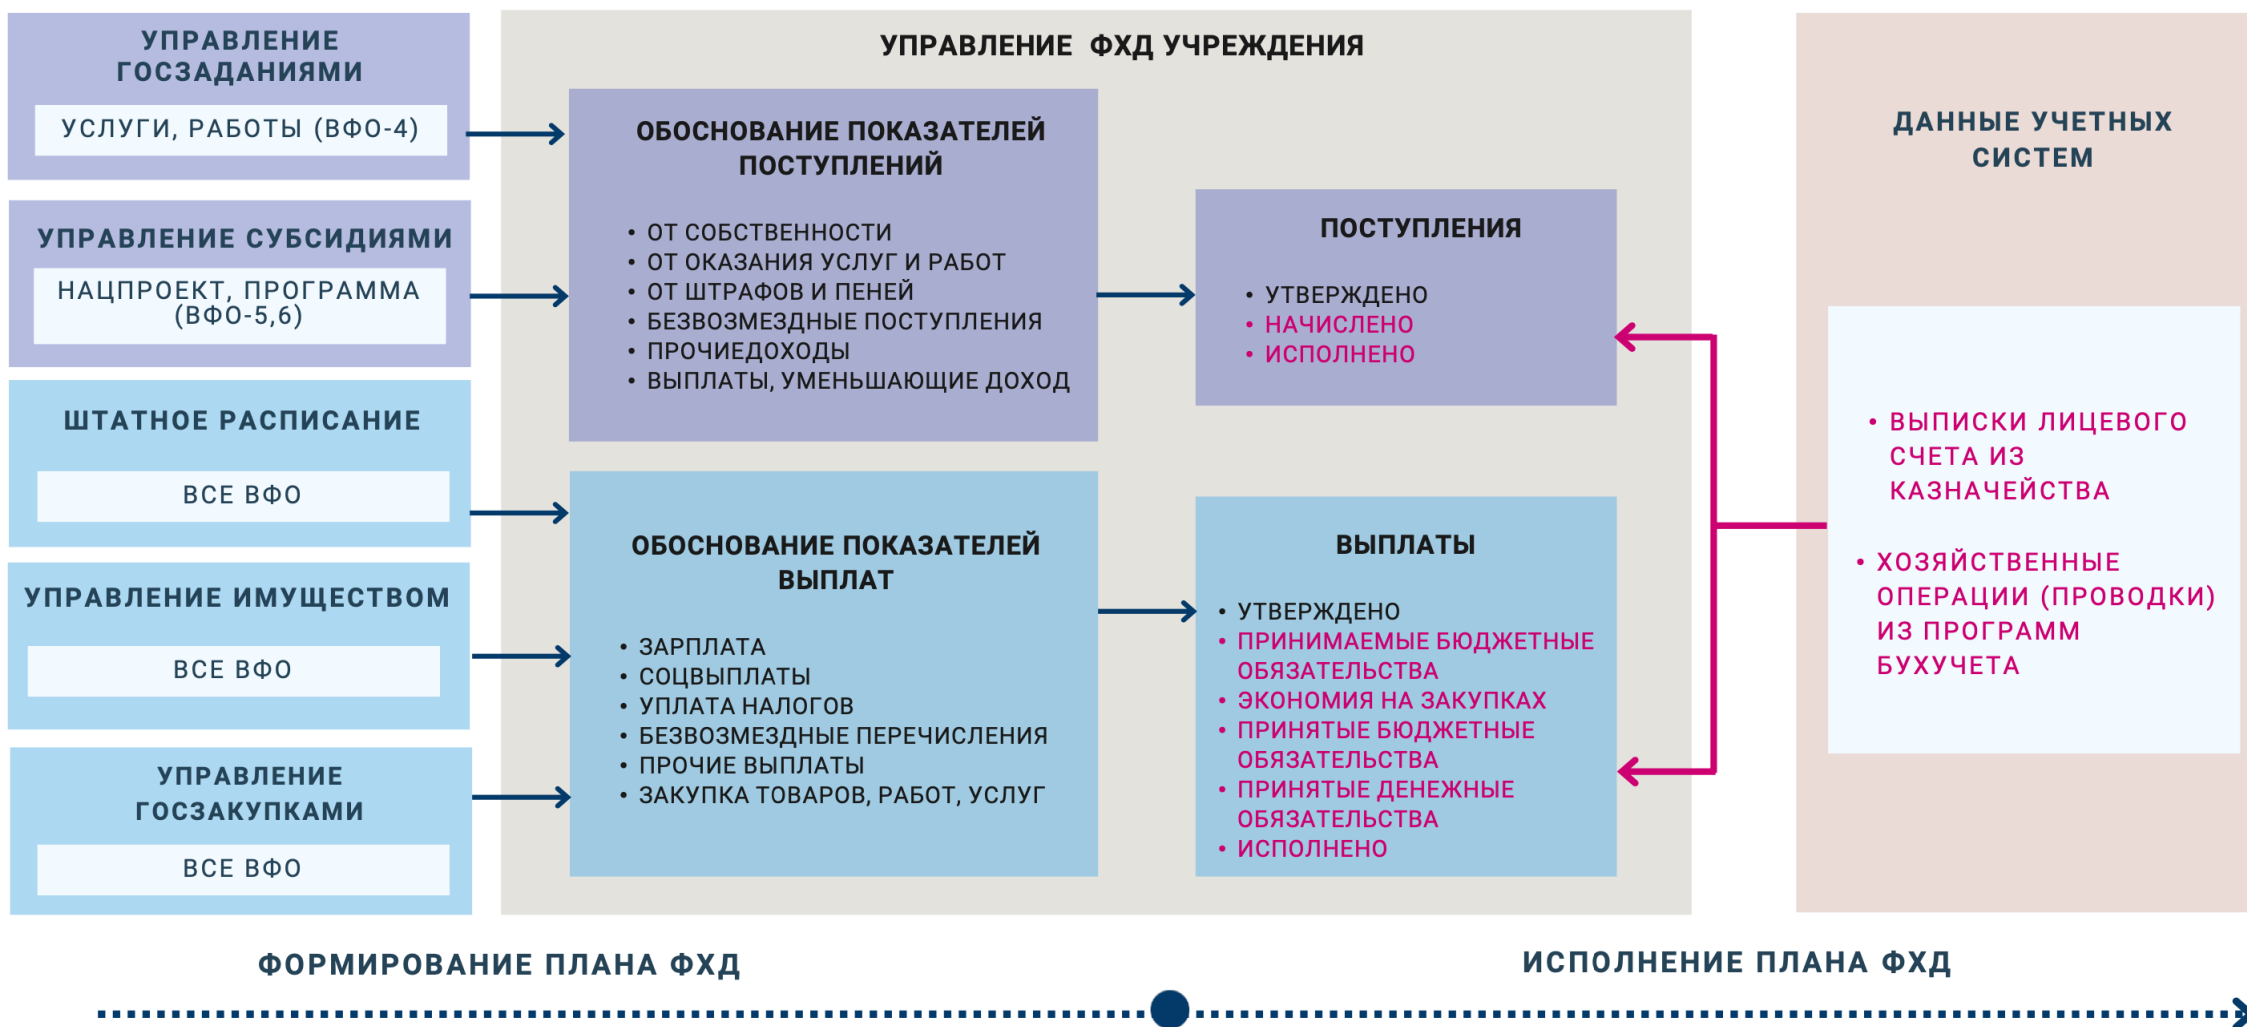 УПРАВЛЕНИЕ
ГОСЗАДАНИЯМИ
УСЛУГИ, РАБОТЫ (ВФО-4)
УПРАВЛЕНИЕ СУБСИДИЯМИ
НАЦПРОЕКТ, ПРОГРАММА
(ВФО-5,6)
ШТАТНОЕ РАСПИСАНИЕ
ВСЕ ВФО
УПРАВЛЕНИЕ ИМУЩЕСТВОМ
ВСЕ ВФО
УПРАВЛЕНИЕ
ГОСЗАКУПКАМИ
ВСЕ ВФО
УПРАВЛЕНИЕ ФХД УЧРЕЖДЕНИЯ
ОБОСНОВАНИЕ ПОКАЗАТЕЛЕЙ
ПОСТУПЛЕНИЙ
• ОТ СОБСТВЕННОСТИ
• ОТ ОКАЗАНИЯ УСЛУГ И РАБОТ
• ОТ ШТРАФОВ И ПЕНЕЙ
• БЕЗВОЗМЕЗДНЫЕ ПОСТУПЛЕНИЯ
• ПРОЧИЕДОХОДЫ
• ВЫПЛАТЫ, УМЕНЬШАЮЩИЕ ДОХОД
ОБОСНОВАНИЕ ПОКАЗАТЕЛЕЙ
ВЫПЛАТ
• ЗАРПЛАТА
• СОЦВЫПЛАТЫ
• УПЛАТА НАЛОГОВ
• БЕЗВОЗМЕЗДНЫЕ ПЕРЕЧИСЛЕНИЯ
• ПРОЧИЕ ВЫПЛАТЫ
• ЗАКУПКА ТОВАРОВ, РАБОТ, УСЛУГ
ПОСТУПЛЕНИЯ
• УТВЕРЖДЕНО
• НАЧИСЛЕНО
• ИСПОЛНЕНО
ВЫПЛАТЫ
• УТВЕРЖДЕНО
• ПРИНИМАЕМЫЕ БЮДЖЕТНЫЕ
ОБЯЗАТЕЛЬСТВА
• ЭКОНОМИЯ НА ЗАКУПКАХ
• ПРИНЯТЫЕ БЮДЖЕТНЫЕ
ОБЯЗАТЕЛЬСТВА
• ПРИНЯТЫЕ ДЕНЕЖНЫЕ
ОБЯЗАТЕЛЬСТВА
• ИСПОЛНЕНО
ДАННЫЕ УЧЕТНЫХ
СИСТЕМ
• ВЫПИСКИ ЛИЦЕВОГО
СЧЕТА ИЗ
КАЗНАЧЕЙСТВА
• ХОЗЯЙСТВЕННЫЕ
ОПЕРАЦИИ (ПРОВОДКИ)
ИЗ ПРОГРАММ
БУХУЧЕТА
ФОРМИРОВАНИЕ ПЛАНА ФХД
ИСПОЛНЕНИЕ ПЛАНА ФХД